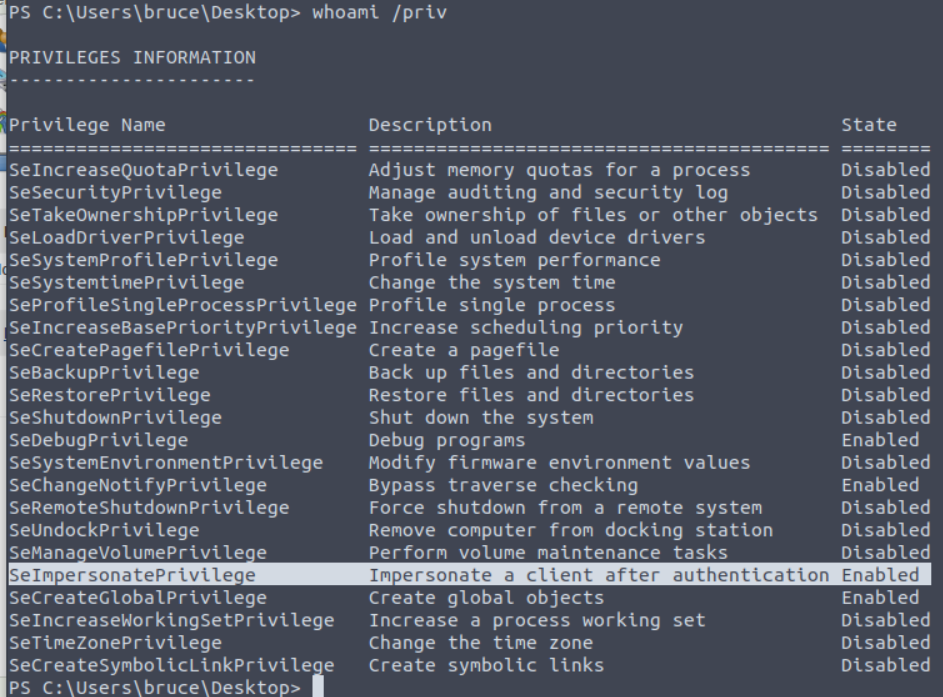 PS C:\Users\bruce\Desktop> whoami /priv
PRIVILEGES INFORMATION
----------------------
Privilege Name                  Description                               State
=============================== ========================================= ========
SeIncreaseQuotaPrivilege        Adjust memory quotas for a process        Disabled
SeSecurityPrivilege             Manage auditing and security log          Disabled
SeTakeOwnershipPrivilege        Take ownership of files or other objects  Disabled
SeLoadDriverPrivilege           Load and unload device drivers            Disabled
SeSystemProfilePrivilege        Profile system performance                Disabled
SeSystemtimePrivilege           Change the system time                    Disabled
SeProfileSingleProcessPrivilege Profile single process                    Disabled
SeIncreaseBasePriorityPrivilege Increase scheduling priority              Disabled
SeCreatePagefilePrivilege       Create a pagefile                         Disabled
SeBackupPrivilege               Back up files and directories             Disabled
SeRestorePrivilege              Restore files and directories             Disabled
SeShutdownPrivilege             Shut down the system                      Disabled
SeDebugPrivilege                Debug programs                            Enabled
SeSystemEnvironmentPrivilege    Modify firmware environment values        Disabled
SeChangeNotifyPrivilege         Bypass traverse checking                  Enabled
SeRemoteShutdownPrivilege       Force shutdown from a remote system       Disabled
SeUndockPrivilege               Remove computer from docking station      Disabled
SeManageVolumePrivilege         Perform volume maintenance tasks          Disabled
SeImpersonatePrivilege          Impersonate a client after authentication Enabled
SeCreateGlobalPrivilege         Create global objects                     Enabled
SeIncreaseWorkingSetPrivilege   Increase a process working set            Disabled
SeTimeZonePrivilege             Change the time zone                      Disabled
SeCreateSymbolicLinkPrivilege   Create symbolic links                     Disabled
PS C:\Users\bruce\Desktop>